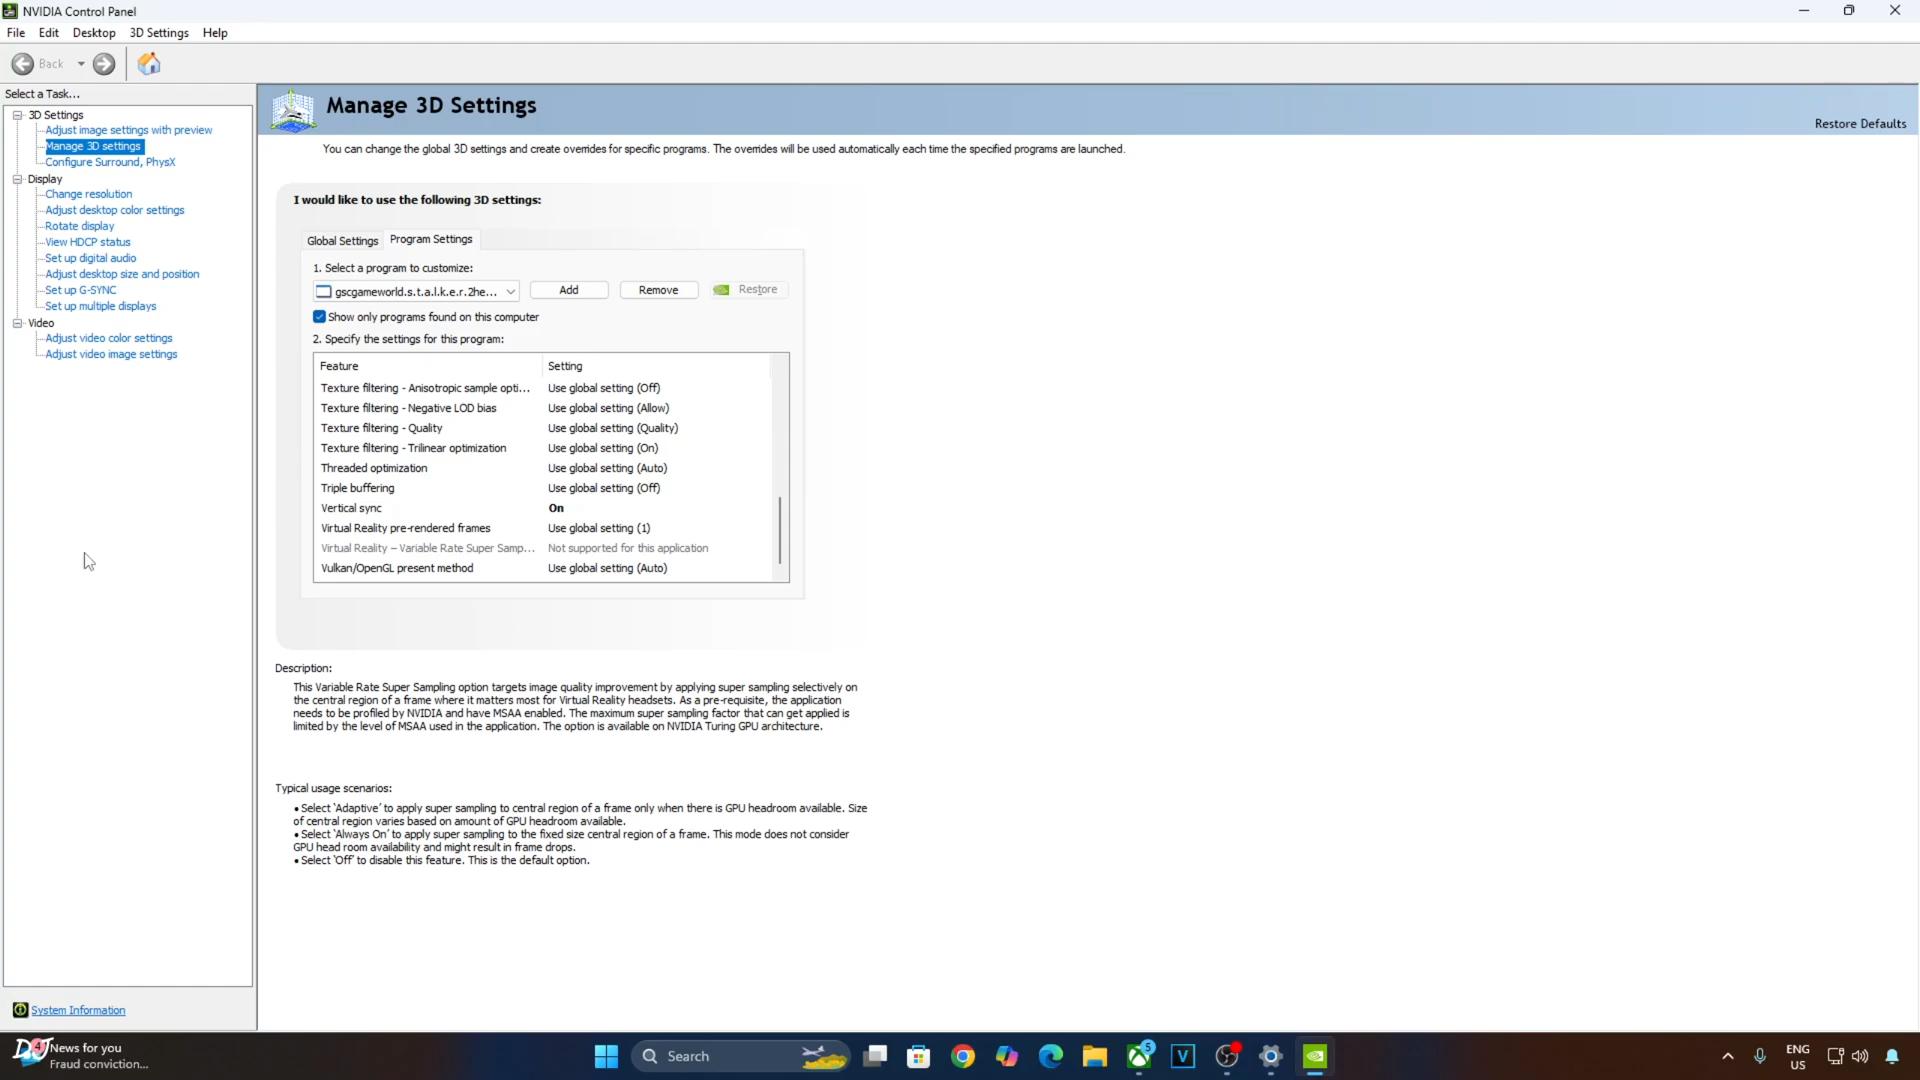 NVIDIA Control Panel
File Edit Desktop 3D Settings Help
Back
Select a Task...
3D Settings
Adjust image settings with preview
Manage 3D settings
Configure Surround, PhysX
Display
Change resolution
Adjust desktop color settings
Rotate display
View HDCP status
Set up digital audio
Adjust desktop size and position
Set up G-SYNC
Set up multiple displays
Video
Adjust video color settings
Adjust video image settings
System Information
Manage 3D Settings
Restore Defaults
You can change the global 3D settings and create overrides for specific programs. The overrides will be used automatically each time the specified programs are launched.
I would like to use the following 3D settings:
Global Settings Program Settings
1. Select a program to customize:
gscgameworld.s.t.a.l.k.e.r.2he... Add Remove Restore
Show only programs found on this computer
2. Specify the settings for this program:
Feature Setting
Texture filtering - Anisotropic sample opti... Use global setting (Off)
Texture filtering - Negative LOD bias Use global setting (Allow)
Texture filtering - Quality Use global setting (Quality)
Texture filtering - Trilinear optimization Use global setting (On)
Threaded optimization Use global setting (Auto)
Triple buffering Use global setting (Off)
Vertical sync On
Virtual Reality pre-rendered frames Use global setting (1)
Virtual Reality – Variable Rate Super Samp... Not supported for this application
Vulkan/OpenGL present method Use global setting (Auto)
Description:
This Variable Rate Super Sampling option targets image quality improvement by applying super sampling selectively on
the central region of a frame where it matters most for Virtual Reality headsets. As a pre-requisite, the application
needs to be profiled by NVIDIA and have MSAA enabled. The maximum super sampling factor that can get applied is
limited by the level of MSAA used in the application. The option is available on NVIDIA Turing GPU architecture.
Typical usage scenarios:
• Select 'Adaptive' to apply super sampling to central region of a frame only when there is GPU headroom available. Size
of central region varies based on amount of GPU headroom available.
• Select 'Always On' to apply super sampling to the fixed size central region of a frame. This mode does not consider
GPU head room availability and might result in frame drops.
• Select 'Off' to disable this feature. This is the default option.
DJ 4 News for you
Fraud conviction...
Search
5
V
ENG
US